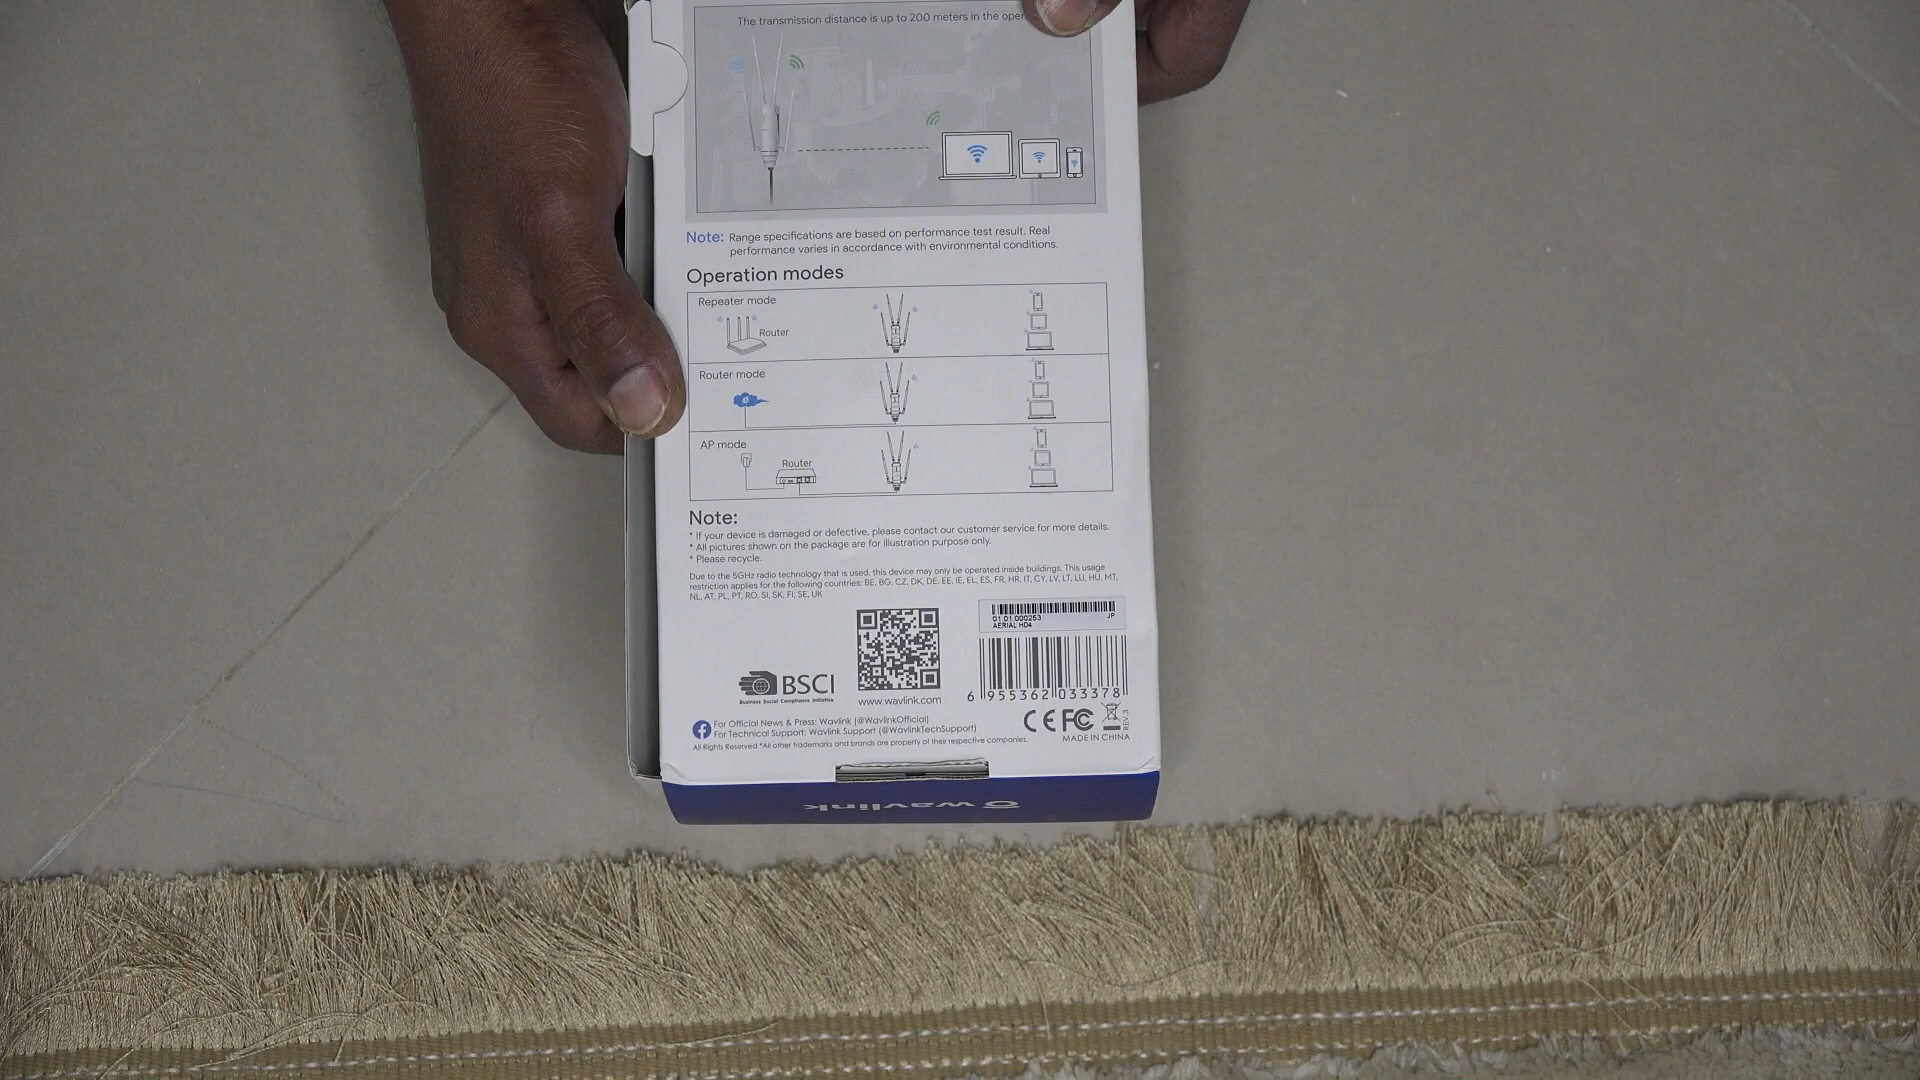 The transmission distance is up to 200 meters in the open
Note: Range specifications are based on performance test result. Real
performance varies in accordance with environmental conditions.
Operation modes
Repeater mode
Router
Router mode
AP mode
Router
Note:
* If your device is damaged or defective, please contact our customer service for more details.
* All pictures shown on the package are for illustration purpose only.
* Please recycle.
Due to the 5GHz radio technology that is used, this device may only be operated inside buildings. This usage
restriction applies for the following countries: BE, BG, CZ, DK, DE, EE, IE, EL, ES, FR, HR, IT, CY, LV, LT, LU, HU, MT,
NL, AT, PL, PT, RO, SI, SK, FI, SE, UK
01.01.000253 JP
AERIAL HD4
BSCI
Business Social Compliance Initiative
www.wavlink.com
6 955362 033378
For Official News & Press: Wavlink (@WavlinkOfficial)
For Technical Support: Wavlink Support (@WavlinkTechSupport)
All Rights Reserved *All other trademarks and brands are property of their respective companies.
CE FC
REV.3
MADE IN CHINA
wavlink